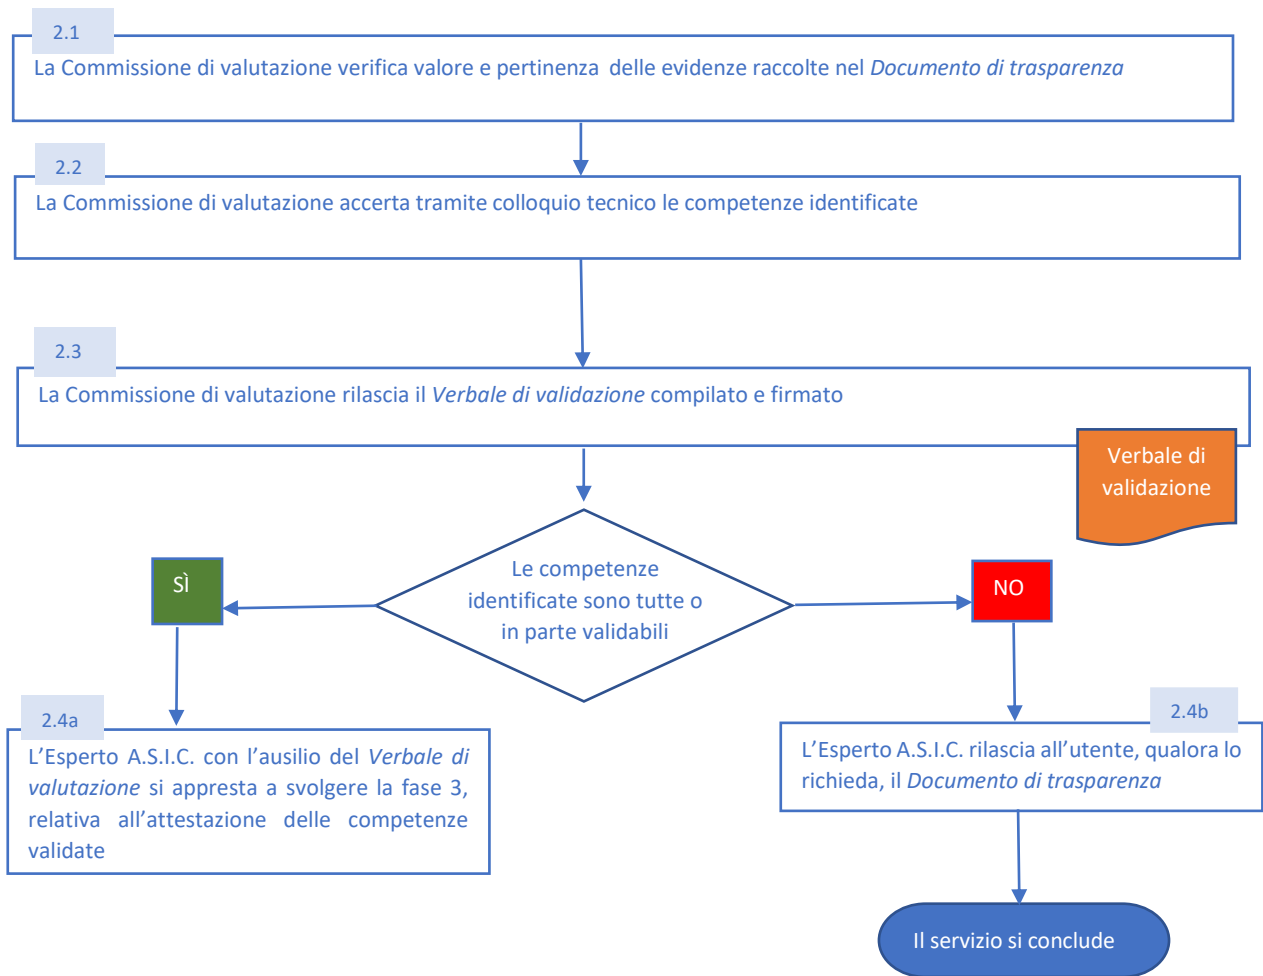 2.1
La Commissione di valutazione verifica valore e pertinenza delle evidenze raccolte nel Documento di trasparenza
2.2
La Commissione di valutazione accerta tramite colloquio tecnico le competenze identificate
2.3
La Commissione di valutazione rilascia il Verbale di validazione compilato e firmato
Verbale di
validazione
Le competenze
identificate sono tutte o
in parte validabili
SÌ
NO
2.4a
L’Esperto A.S.I.C. con l’ausilio del Verbale di
valutazione si appresta a svolgere la fase 3,
relativa all’attestazione delle competenze
validate
2.4b
L’Esperto A.S.I.C. rilascia all’utente, qualora lo
richieda, il Documento di trasparenza
Il servizio si conclude